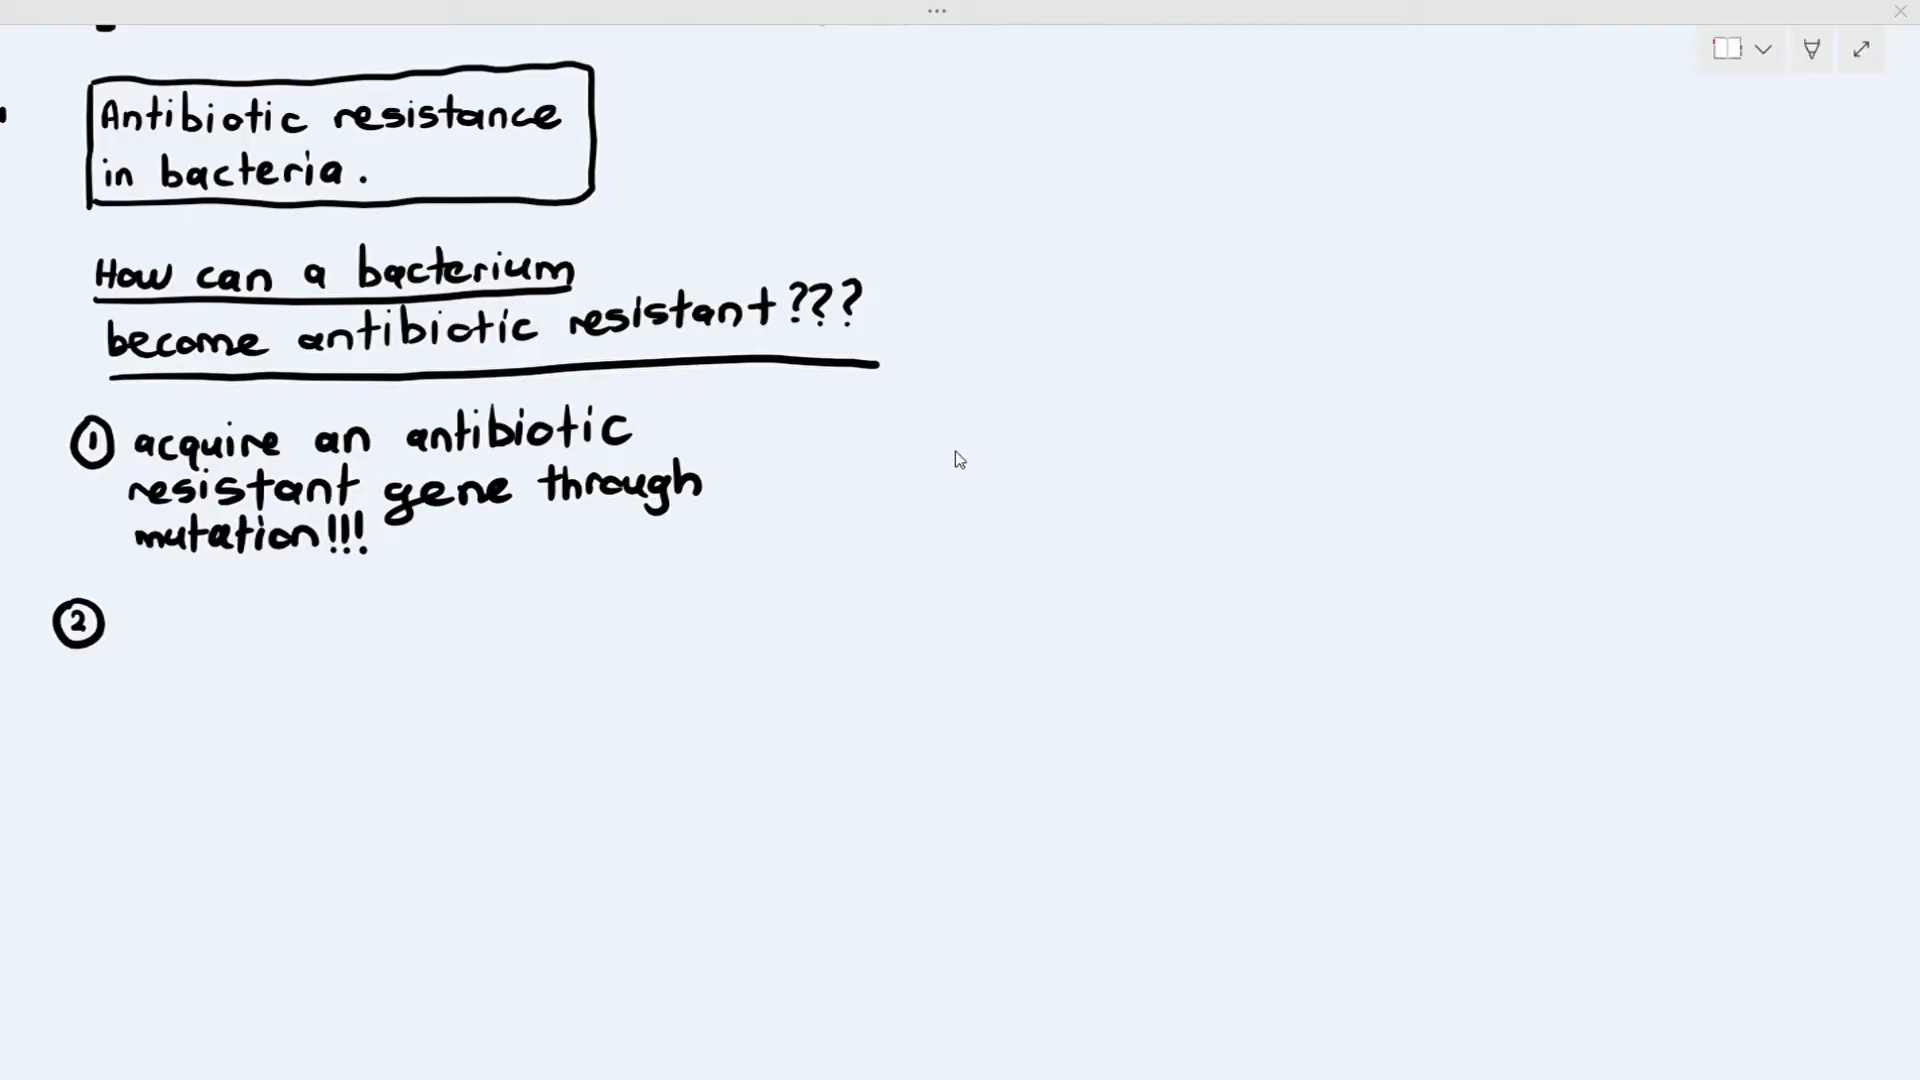 Antibiotic resistance
in bacteria.
How can a bacterium
become antibiotic resistant???
① acquire an antibiotic
resistant gene through
mutation!!!
②